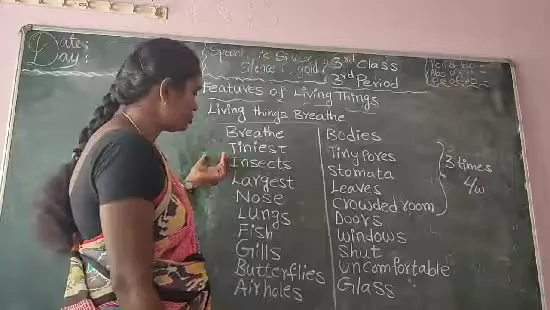 Date:
Day:
Speech is Silver
Silence is gold
3rd Class
3rd Period
Features of Living Things
Living things Breathe
Breathe
Tiniest
Insects
Largest
Nose
Lungs
Fish
Gills
Butterflies
Airholes
Bodies
Tiny pores
Stomata
Leaves
Crowded room
Doors
Windows
Shut
Uncomfortable
Glass
3 times
4w